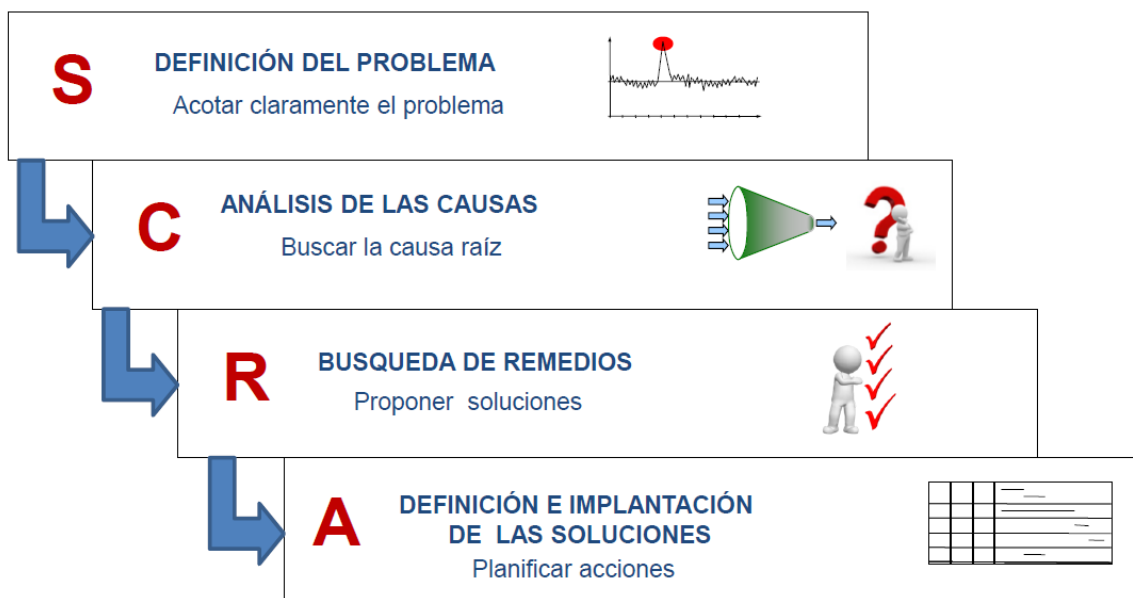 S
DEFINICIÓN DEL PROBLEMA
Acotar claramente el problema
C
ANÁLISIS DE LAS CAUSAS
Buscar la causa raíz
R
BUSQUEDA DE REMEDIOS
Proponer soluciones
A
DEFINICIÓN E IMPLANTACIÓN
DE LAS SOLUCIONES
Planificar acciones